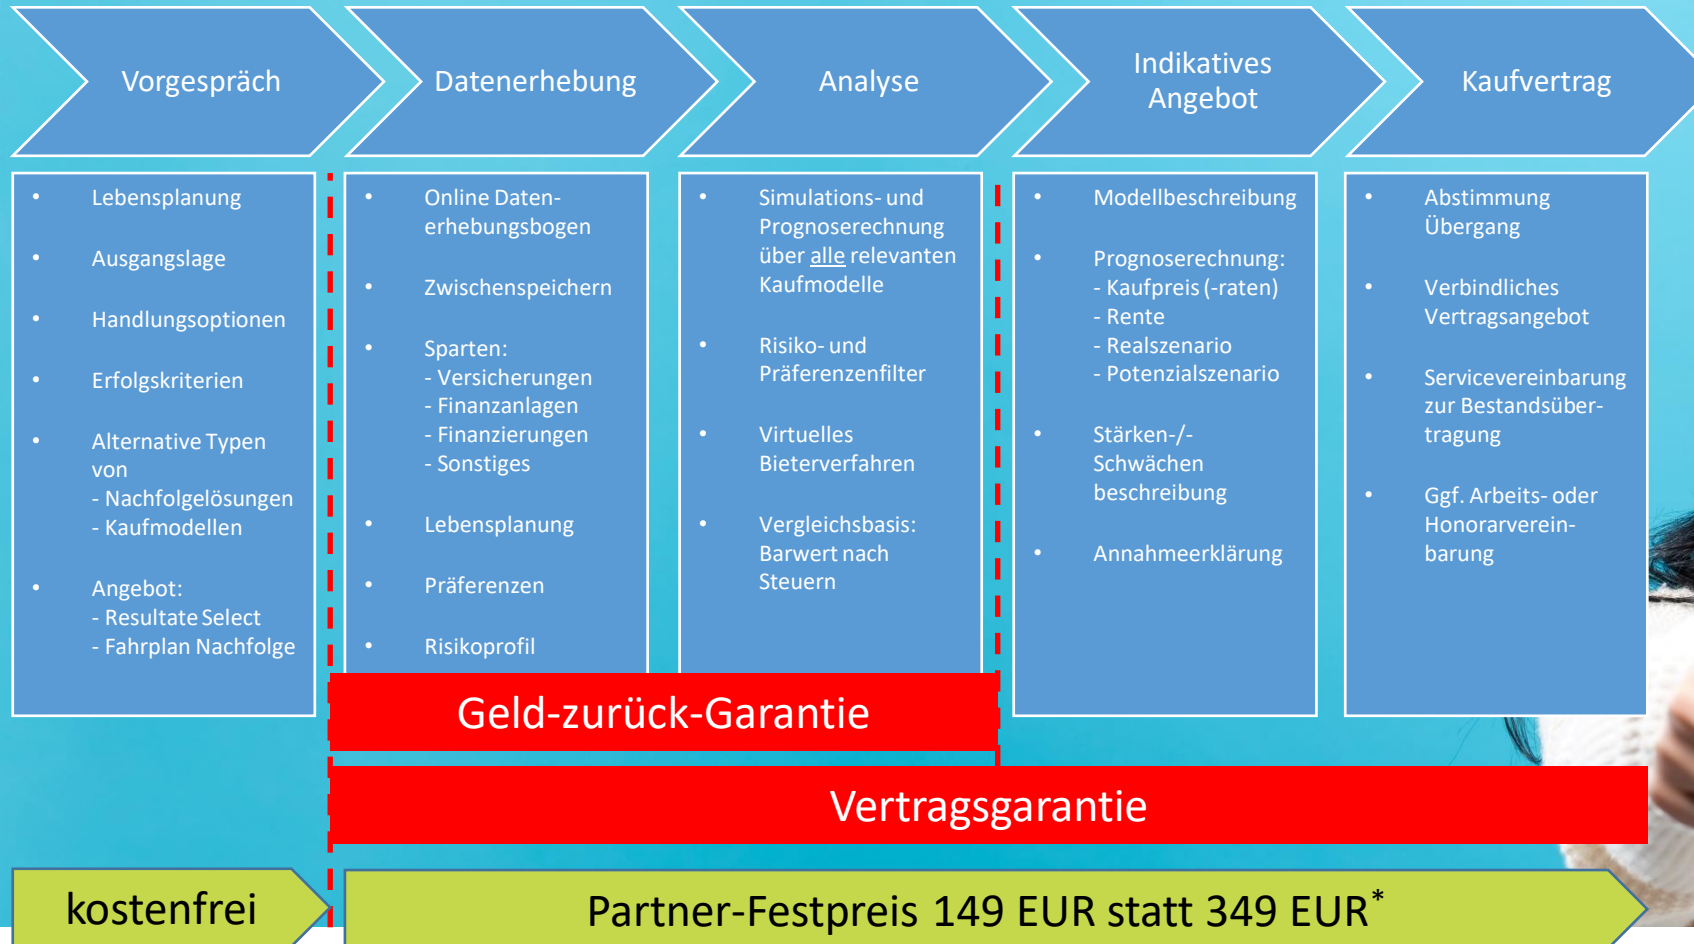 Vorgespräch
Datenerhebung
Analyse
Indikatives
Angebot
Kaufvertrag
• Lebensplanung
• Ausgangslage
• Handlungsoptionen
• Erfolgskriterien
• Alternative Typen
von
- Nachfolgelösungen
- Kaufmodellen
• Angebot:
- Resultate Select
- Fahrplan Nachfolge
• Online Daten-
erhebungsbogen
• Zwischenspeichern
• Sparten:
- Versicherungen
- Finanzanlagen
- Finanzierungen
- Sonstiges
• Lebensplanung
• Präferenzen
• Risikoprofil
• Simulations- und
Prognoserechnung
über alle relevanten
Kaufmodelle
• Risiko- und
Präferenzenfilter
• Virtuelles
Bieterverfahren
• Vergleichsbasis:
Barwert nach
Steuern
• Modellbeschreibung
• Prognoserechnung:
- Kaufpreis (-raten)
- Rente
- Realszenario
- Potenzialszenario
• Stärken-/-
Schwächen
beschreibung
• Annahmeerklärung
• Abstimmung
Übergang
• Verbindliches
Vertragsangebot
• Servicevereinbarung
zur Bestandsüber-
tragung
• Ggf. Arbeits- oder
Honorarverein-
barung
Geld-zurück-Garantie
Vertragsgarantie
kostenfrei
Partner-Festpreis 149 EUR statt 349 EUR*